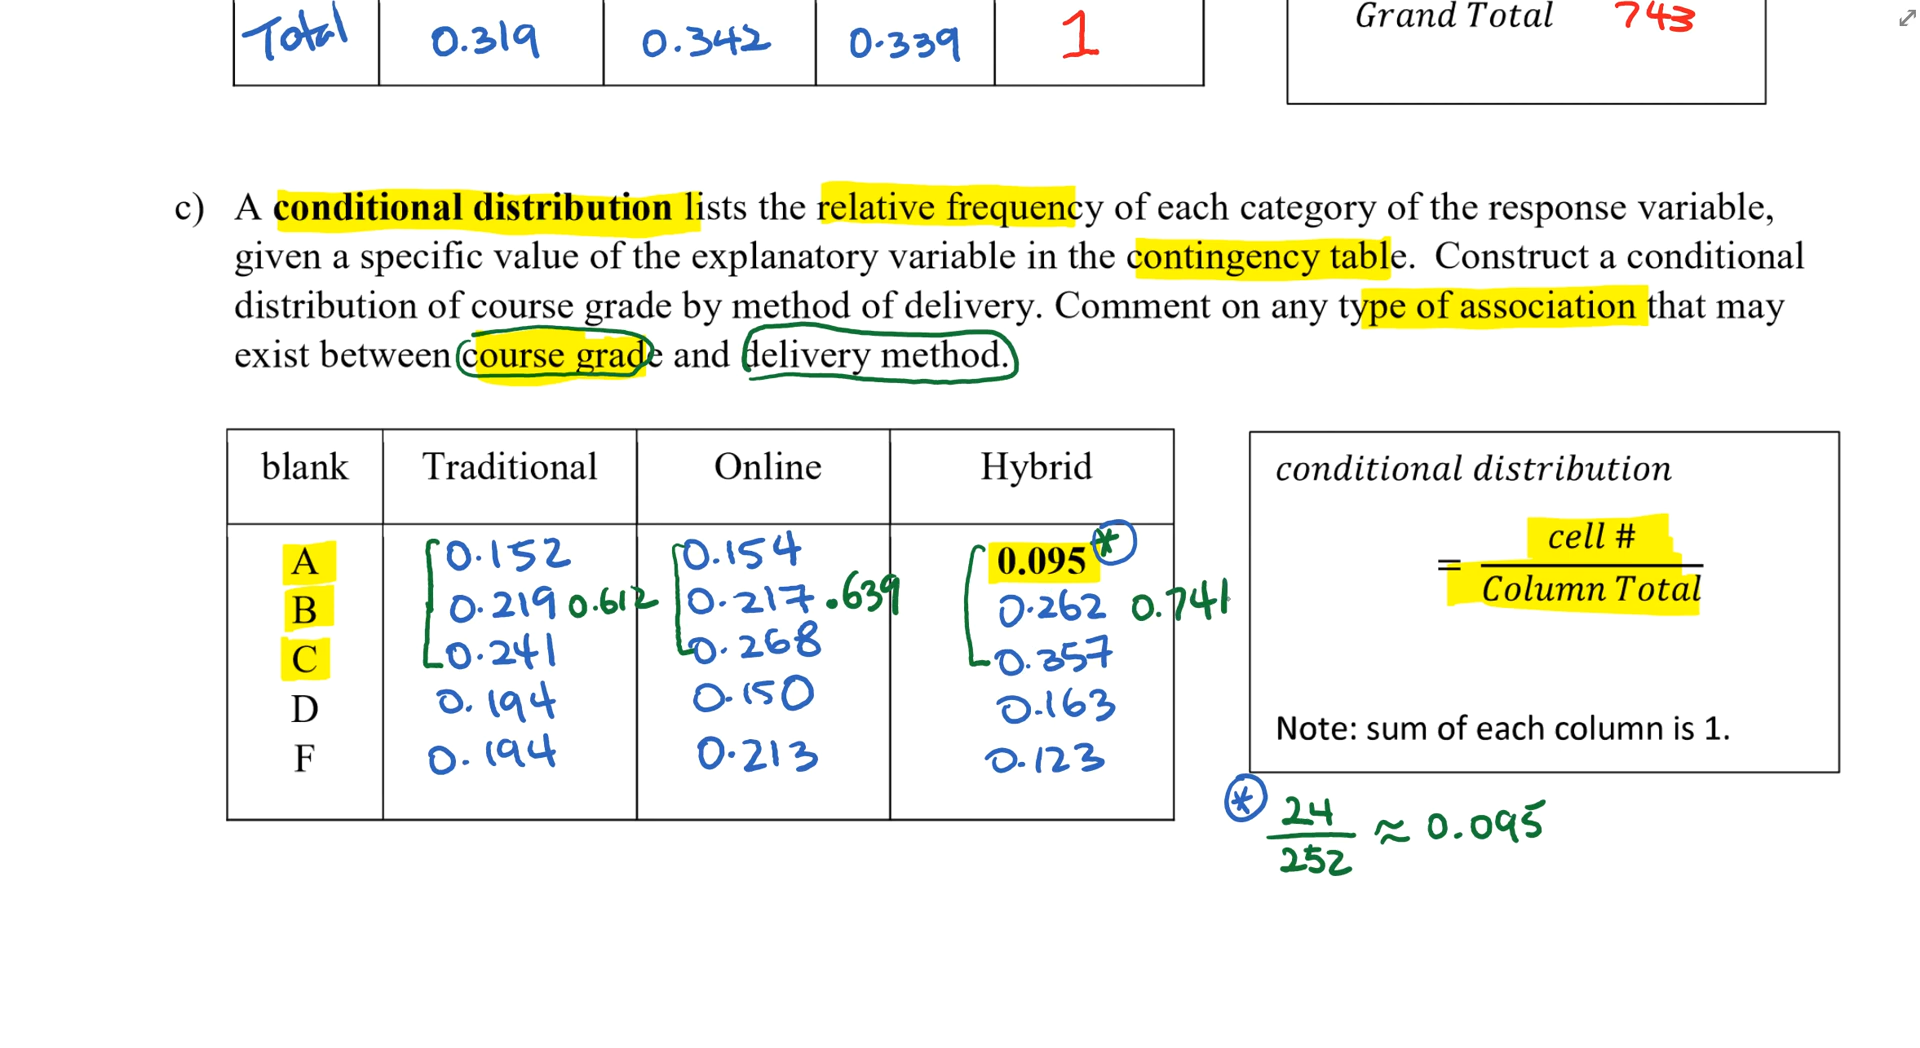 Total 0.319 0.342 0.339 1
Grand Total 743
c) A conditional distribution lists the relative frequency of each category of the response variable,
given a specific value of the explanatory variable in the contingency table. Construct a conditional
distribution of course grade by method of delivery. Comment on any type of association that may
exist between course grade and delivery method.
blank Traditional Online Hybrid
A 0.152 0.154 0.095 *
B 0.219 0.612 0.217 .639 0.262 0.741
C 0.241 0.268 0.357
D 0.194 0.150 0.163
F 0.194 0.213 0.123
conditional distribution
cell #
=
Column Total
Note: sum of each column is 1.
* 24
≈ 0.095
252